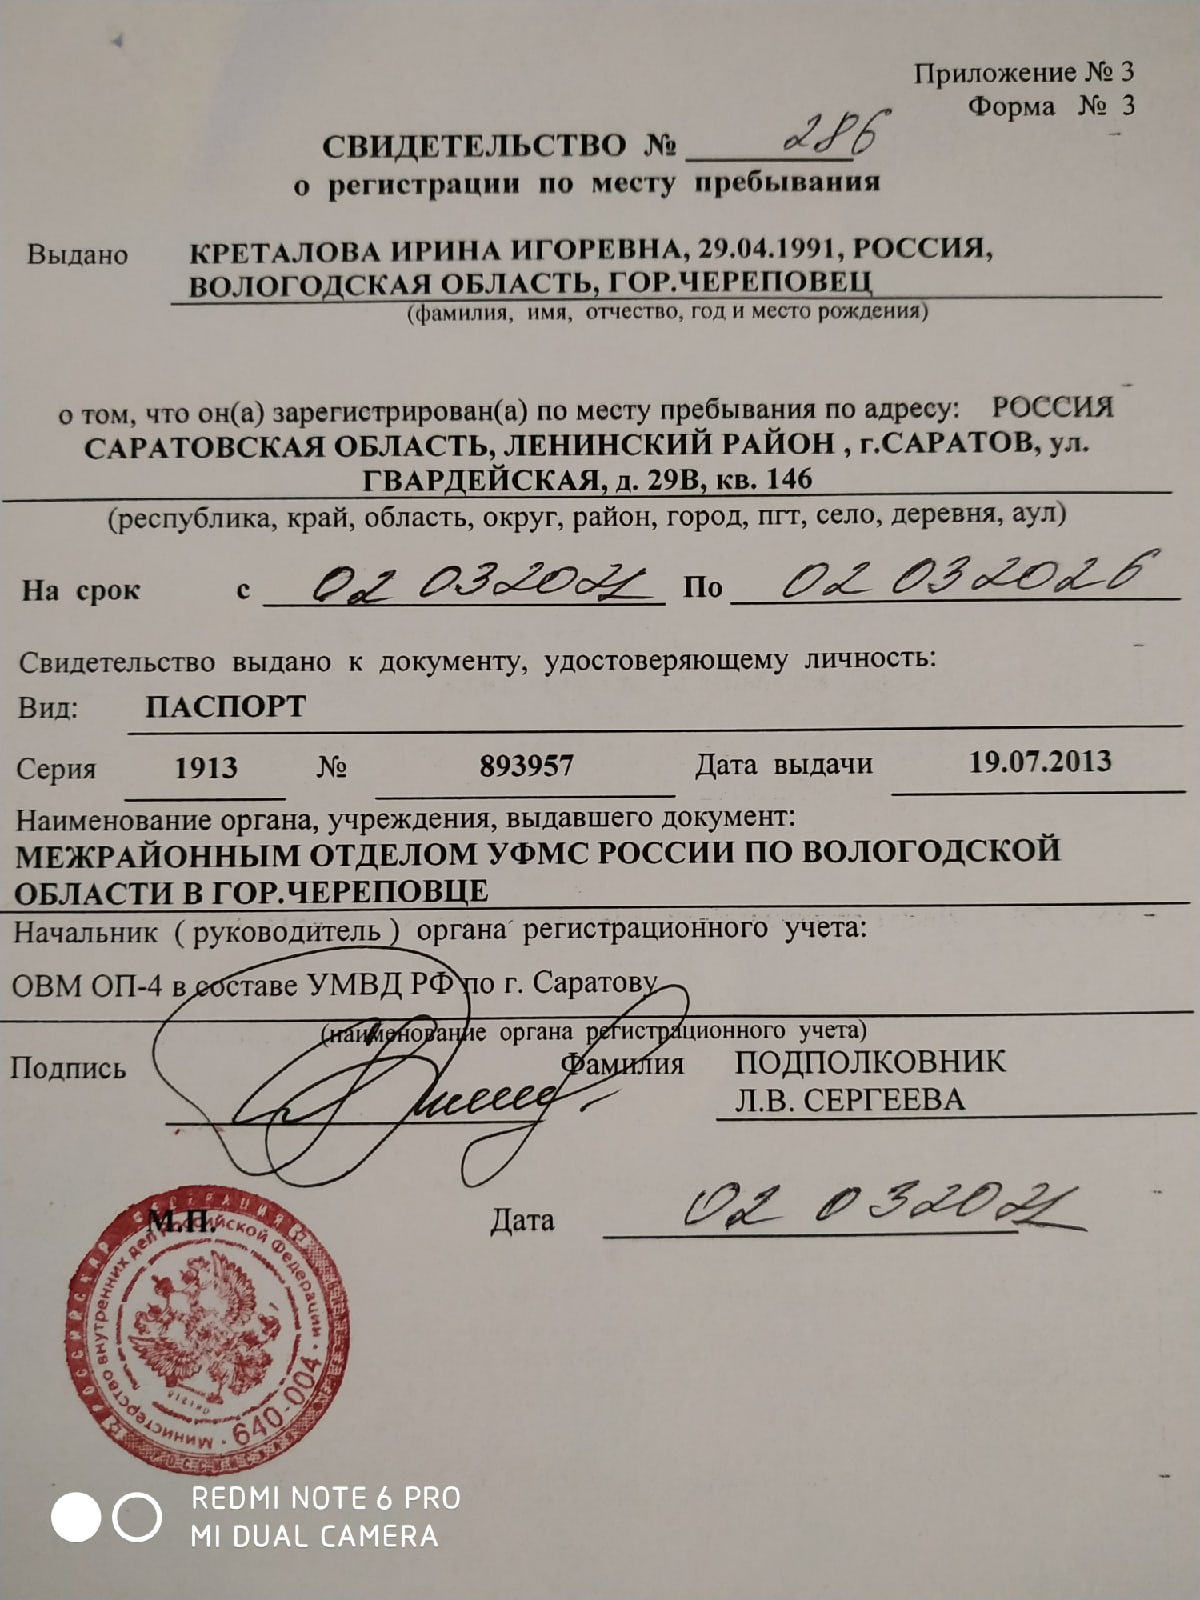 Приложение № 3
Форма № 3
СВИДЕТЕЛЬСТВО № 286
о регистрации по месту пребывания
Выдано КРЕТАЛОВА ИРИНА ИГОРЕВНА, 29.04.1991, РОССИЯ,
ВОЛОГОДСКАЯ ОБЛАСТЬ, ГОР.ЧЕРЕПОВЕЦ
(фамилия, имя, отчество, год и место рождения)
о том, что он(а) зарегистрирован(а) по месту пребывания по адресу: РОССИЯ
САРАТОВСКАЯ ОБЛАСТЬ, ЛЕНИНСКИЙ РАЙОН , г.САРАТОВ, ул.
ГВАРДЕЙСКАЯ, д. 29В, кв. 146
(республика, край, область, округ, район, город, пгт, село, деревня, аул)
На срок с 02 03 2021 По 02 03 2026
Свидетельство выдано к документу, удостоверяющему личность:
Вид: ПАСПОРТ
Серия 1913 № 893957 Дата выдачи 19.07.2013
Наименование органа, учреждения, выдавшего документ:
МЕЖРАЙОННЫМ ОТДЕЛОМ УФМС РОССИИ ПО ВОЛОГОДСКОЙ
ОБЛАСТИ В ГОР.ЧЕРЕПОВЦЕ
Начальник ( руководитель ) органа регистрационного учета:
ОВМ ОП-4 в составе УМВД РФ по г. Саратову
(наименование органа регистрационного учета)
Подпись Фамилия ПОДПОЛКОВНИК
Л.В. СЕРГЕЕВА
М.П. Дата 02 03 2021
РОССИЙСКАЯ ФЕДЕРАЦИЯ
Министерство внутренних дел Российской Федерации
640-004
REDMI NOTE 6 PRO
MI DUAL CAMERA